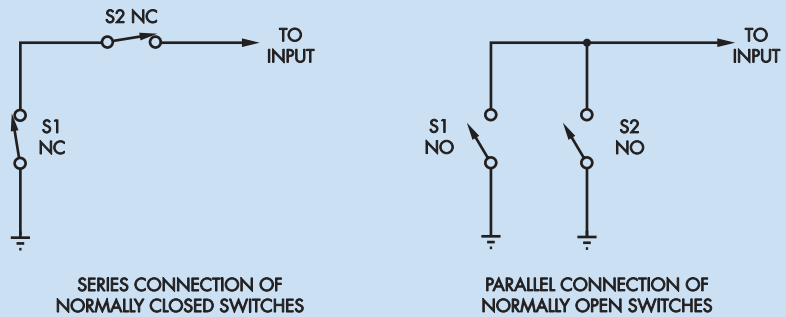 S2 NC
TO
INPUT
S1
NC
SERIES CONNECTION OF
NORMALLY CLOSED SWITCHES
TO
INPUT
S1
NO
S2
NO
PARALLEL CONNECTION OF
NORMALLY OPEN SWITCHES